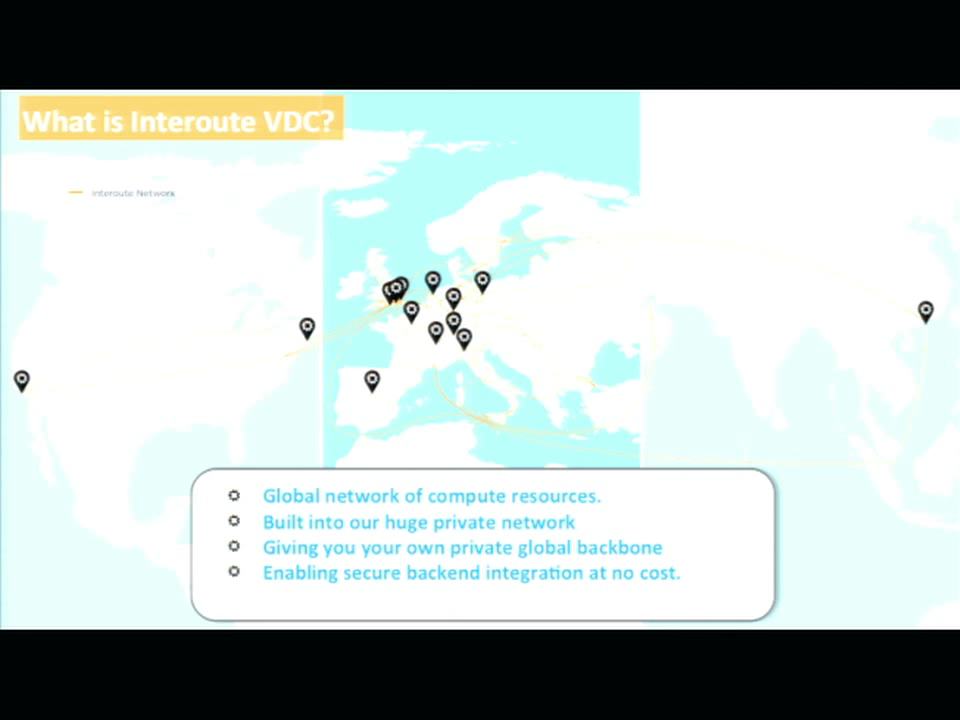 What is Interoute VDC?
Interoute Network
Global network of compute resources.
Built into our huge private network
Giving you your own private global backbone
Enabling secure backend integration at no cost.